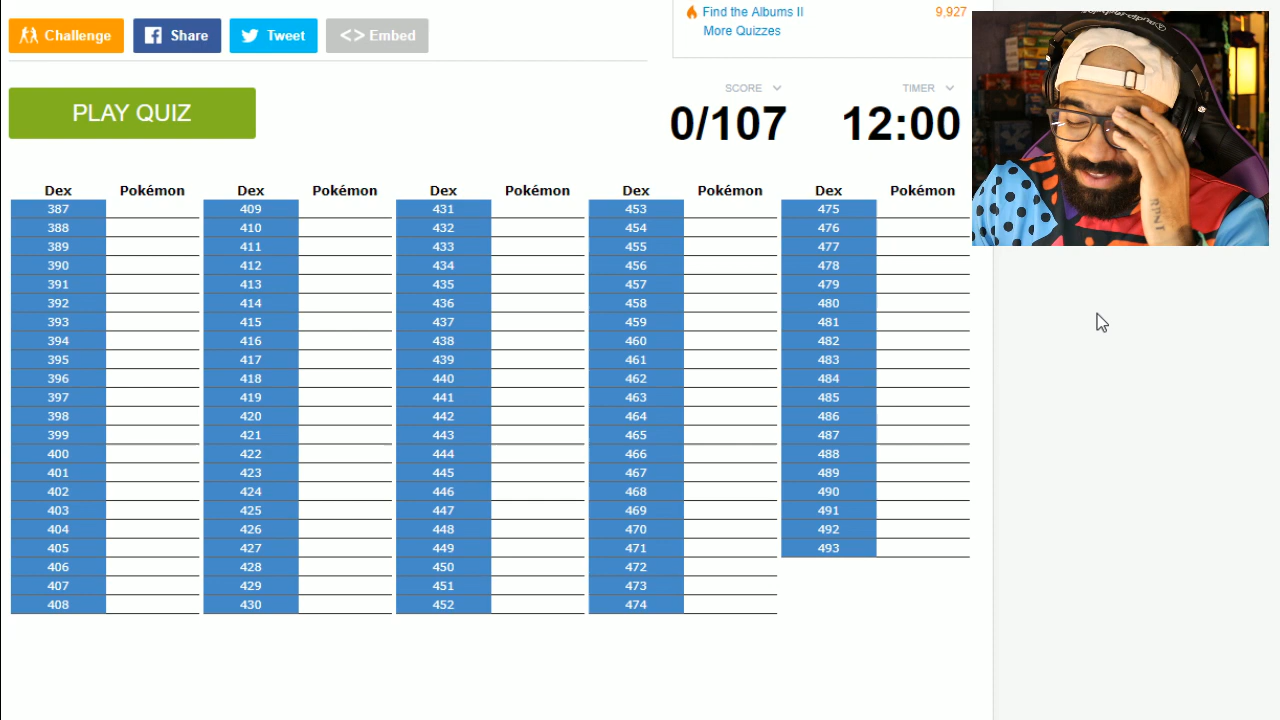 Challenge Share Tweet <> Embed
Find the Albums II 9,927
More Quizzes
PLAY QUIZ
SCORE TIMER
0/107 12:00
Dex Pokémon Dex Pokémon Dex Pokémon Dex Pokémon Dex Pokémon
387 409 431 453 475
388 410 432 454 476
389 411 433 455 477
390 412 434 456 478
391 413 435 457 479
392 414 436 458 480
393 415 437 459 481
394 416 438 460 482
395 417 439 461 483
396 418 440 462 484
397 419 441 463 485
398 420 442 464 486
399 421 443 465 487
400 422 444 466 488
401 423 445 467 489
402 424 446 468 490
403 425 447 469 491
404 426 448 470 492
405 427 449 471 493
406 428 450 472
407 429 451 473
408 430 452 474